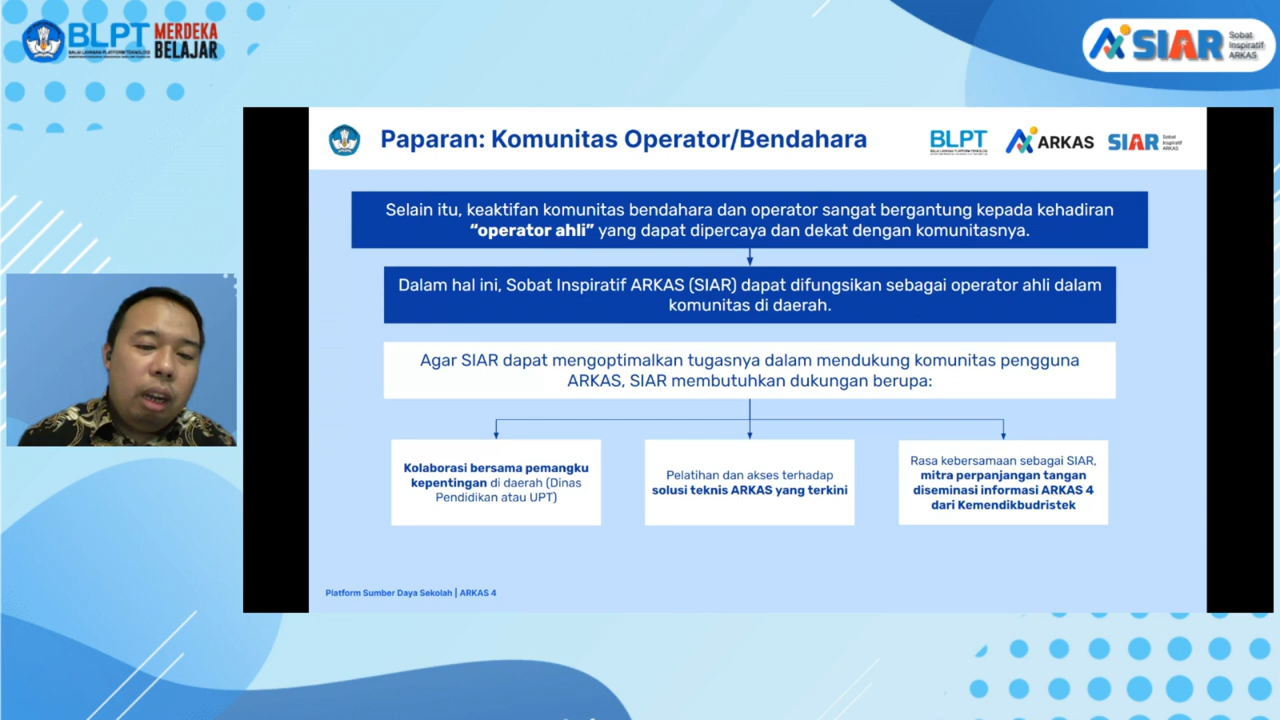 BLPT
BALAI LAYANAN PLATFORM TEKNOLOGI
MERDEKA
BELAJAR
SIAR
Sobat
Inspiratif
ARKAS
Paparan: Komunitas Operator/Bendahara
BLPT
ARKAS
SIAR
Sobat
Inspiratif
ARKAS
Selain itu, keaktifan komunitas bendahara dan operator sangat bergantung kepada kehadiran
“operator ahli” yang dapat dipercaya dan dekat dengan komunitasnya.
Dalam hal ini, Sobat Inspiratif ARKAS (SIAR) dapat difungsikan sebagai operator ahli dalam
komunitas di daerah.
Agar SIAR dapat mengoptimalkan tugasnya dalam mendukung komunitas pengguna
ARKAS, SIAR membutuhkan dukungan berupa:
Kolaborasi bersama pemangku
kepentingan di daerah (Dinas
Pendidikan atau UPT)
Pelatihan dan akses terhadap
solusi teknis ARKAS yang terkini
Rasa kebersamaan sebagai SIAR,
mitra perpanjangan tangan
diseminasi informasi ARKAS 4
dari Kemendikbudristek
Platform Sumber Daya Sekolah | ARKAS 4